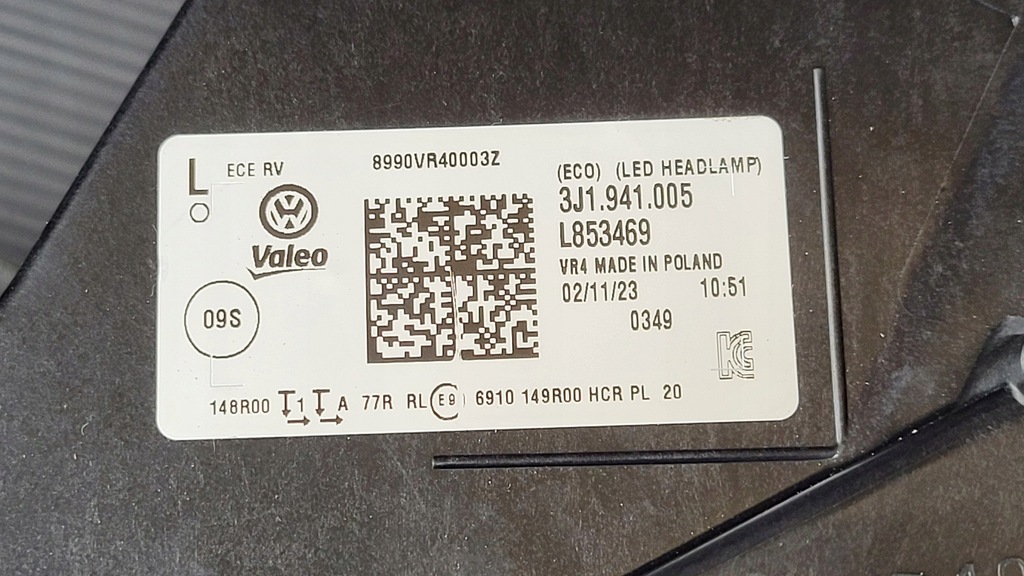 L ECE RV
8990VR40003Z
(ECO) (LED HEADLAMP)
3J1.941.005
L853469
Valeo
VR4 MADE IN POLAND
02/11/23 10:51
0349
09S
148R00 1 A 77R RL E9 6910 149R00 HCR PL 20